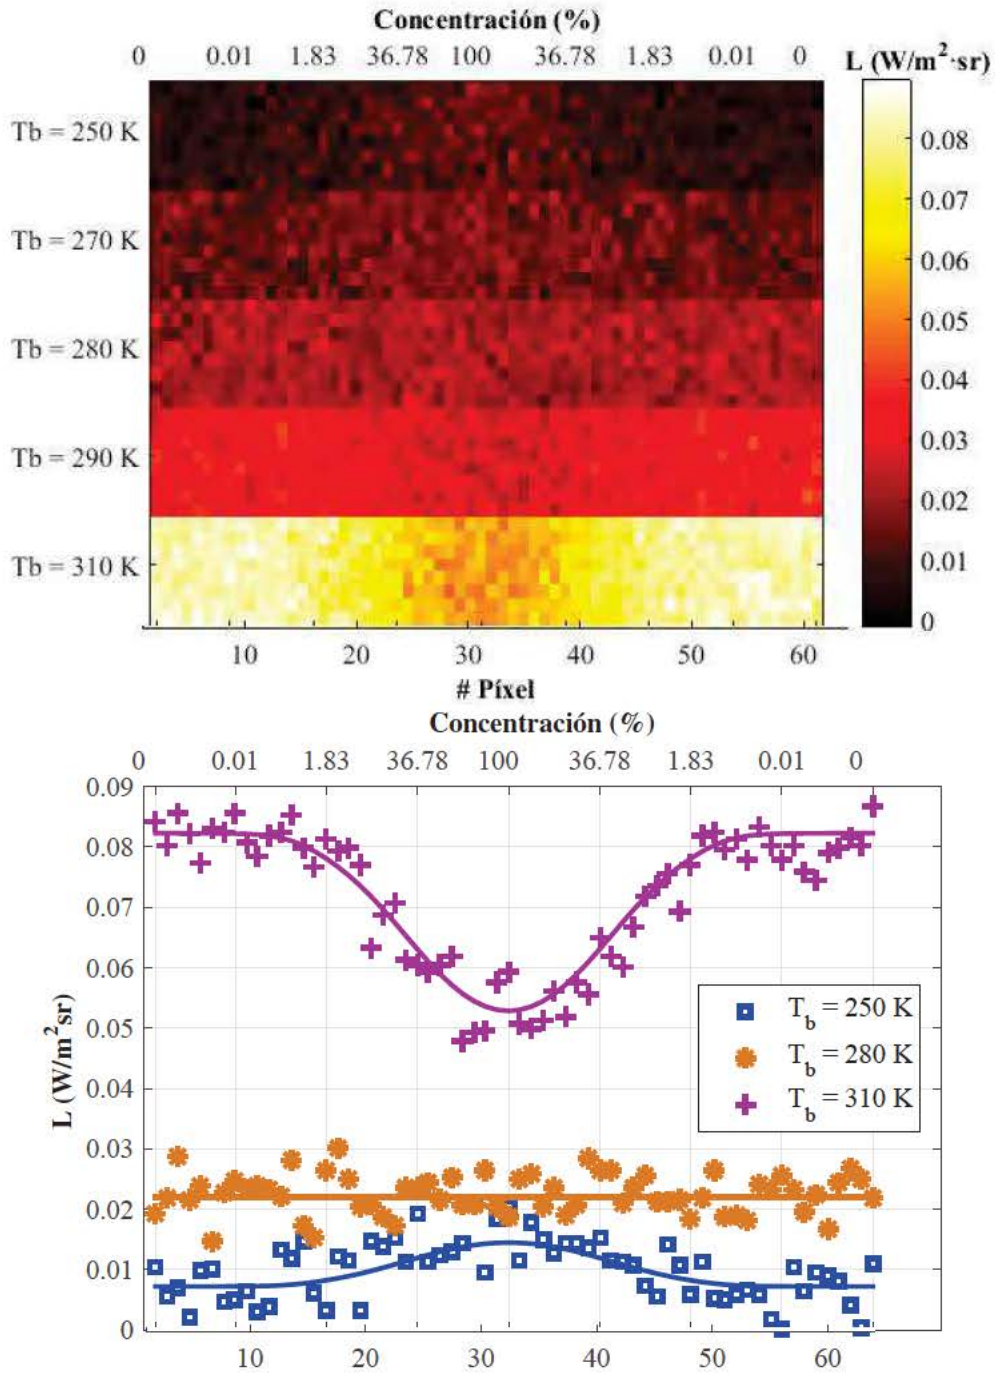 Concentración (%)
0 0.01 1.83 36.78 100 36.78 1.83 0.01 0
L (W/m²·sr)
Tb = 250 K
Tb = 270 K
Tb = 280 K
Tb = 290 K
Tb = 310 K
0.08
0.07
0.06
0.05
0.04
0.03
0.02
0.01
0
10 20 30 40 50 60
# Píxel
Concentración (%)
0 0.01 1.83 36.78 100 36.78 1.83 0.01 0
0.09
0.08
0.07
0.06
0.05
0.04
0.03
0.02
0.01
0
L (W/m²sr)
T_b = 250 K
T_b = 280 K
T_b = 310 K
10 20 30 40 50 60